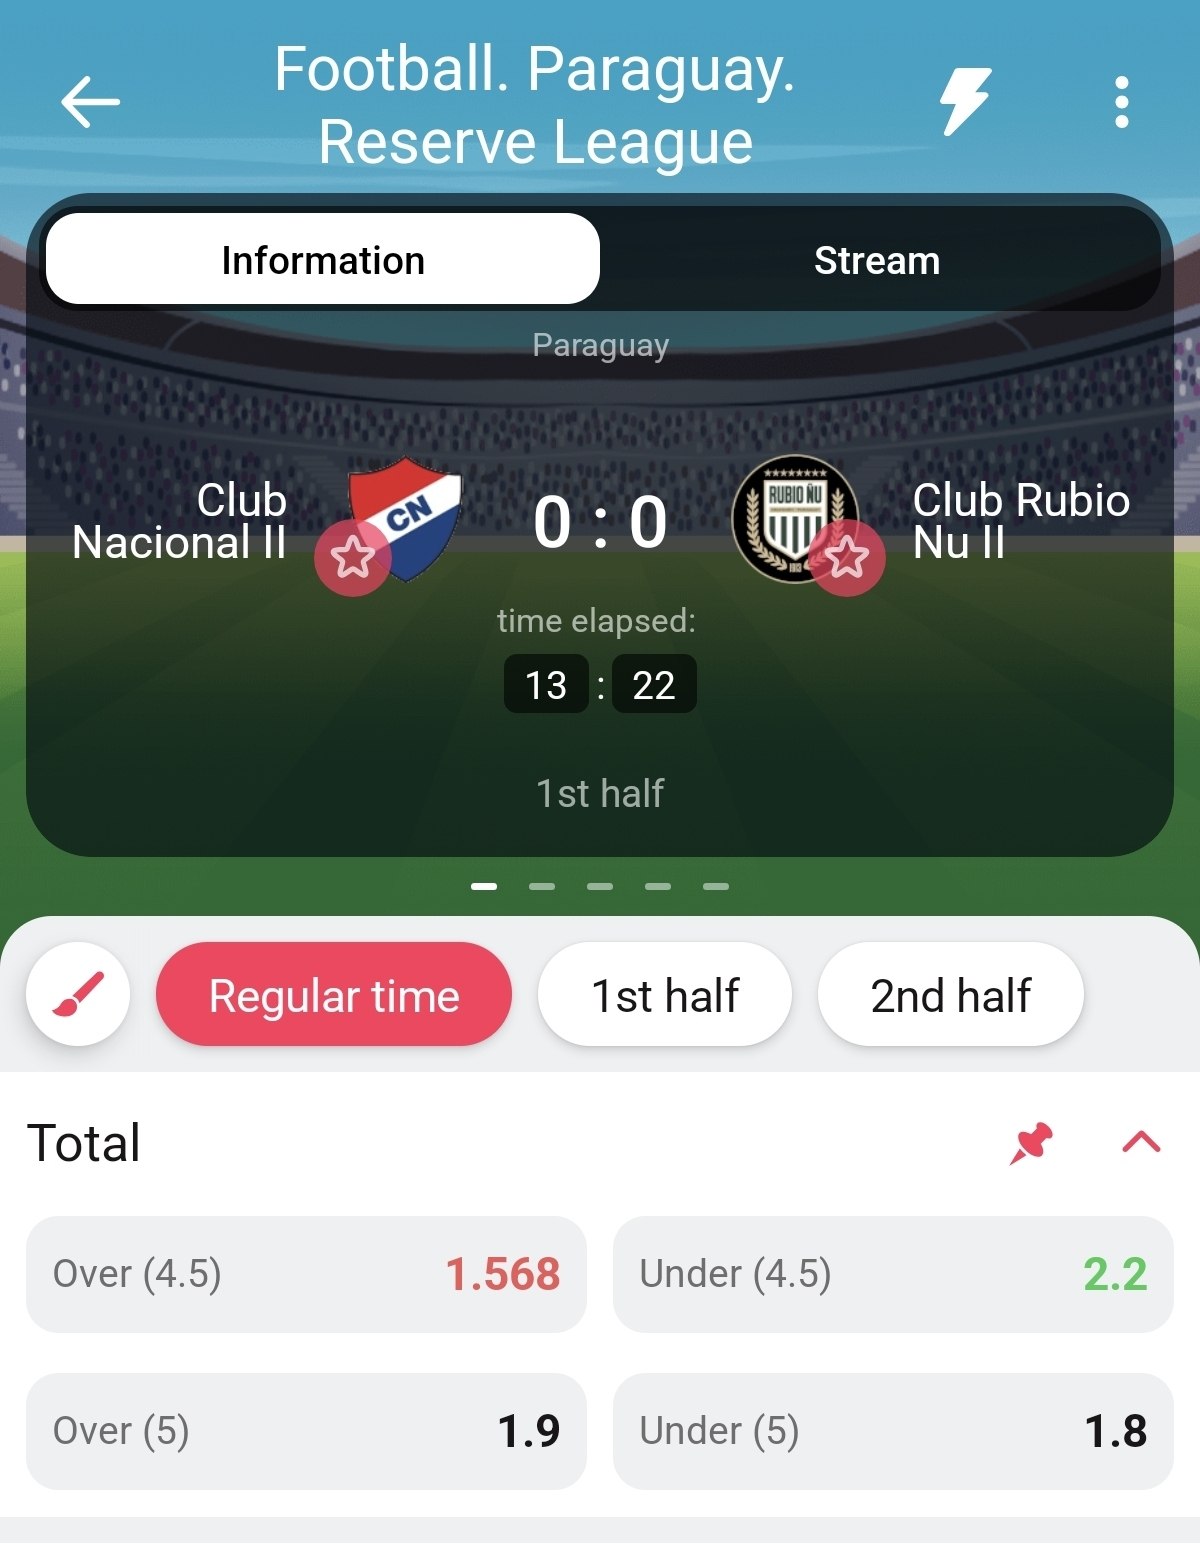 Football. Paraguay.
Reserve League
Information
Stream
Paraguay
Club
Nacional II
CN
0 : 0
RUBIO ÑU
Club Rubio
Nu II
time elapsed:
13 : 22
1st half
Regular time
1st half
2nd half
Total
Over (4.5) 1.568
Under (4.5) 2.2
Over (5) 1.9
Under (5) 1.8